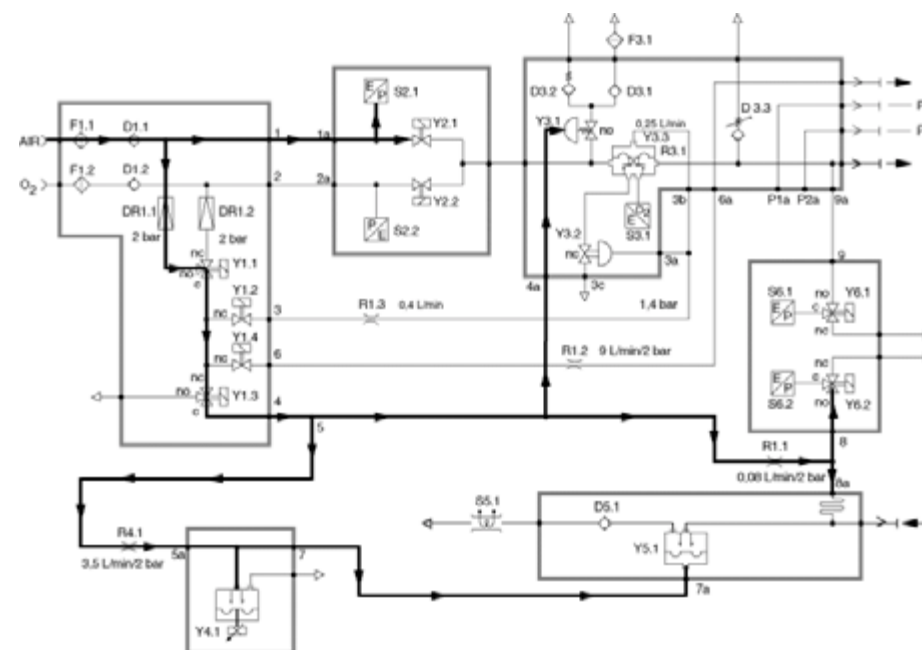 F3.1
D3.2
D3.1
D3.3
S2.1
Y2.1
Y3.1
no
0,25 L/min
Y3.3
R3.1
F1.1
D1.1
1
1a
AIR
F1.2
D1.2
O2
2
2a
Y2.2
S2.2
DR1.1
DR1.2
2 bar
2 bar
S3.1
3b
6a
P1a
P2a
9a
Y3.2
nc
3a
nc
Y1.1
no
c
4a
3c
9
Y1.2
nc
3
R1.3
0,4 L/min
1,4 bar
S6.1
no
Y6.1
c
nc
Y1.4
nc
6
R1.2
9 L/min/2 bar
nc
no
Y1.3
c
4
nc
c
S6.2
no
Y6.2
5
8
R1.1
0,08 L/min/2 bar
8a
S5.1
D5.1
R4.1
3,5 L/min/2 bar
5a
7
Y5.1
7a
Y4.1